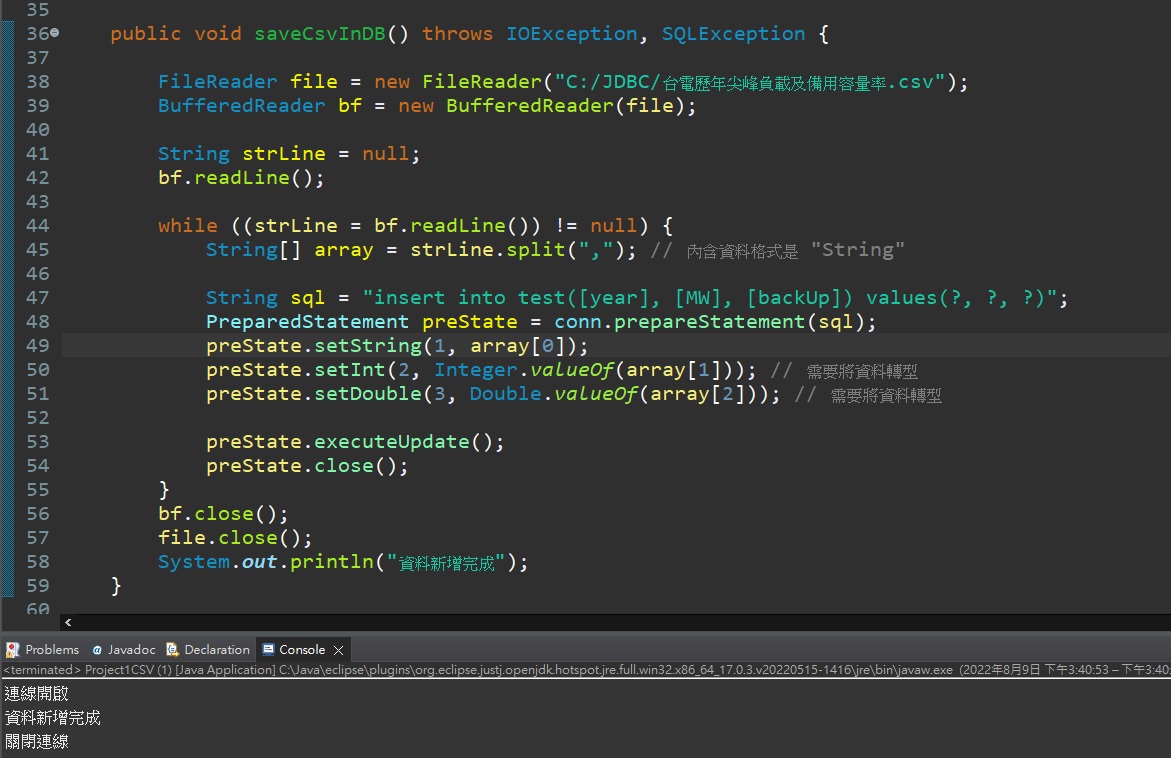 35
36 public void saveCsvInDB() throws IOException, SQLException {
37
38 FileReader file = new FileReader("C:/JDBC/台電歷年尖峰負載及備用容量率.csv");
39 BufferedReader bf = new BufferedReader(file);
40
41 String strLine = null;
42 bf.readLine();
43
44 while ((strLine = bf.readLine()) != null) {
45 String[] array = strLine.split(","); // 內含資料格式是 "String"
46
47 String sql = "insert into test([year], [MW], [backUp]) values(?, ?, ?)";
48 PreparedStatement preState = conn.prepareStatement(sql);
49 preState.setString(1, array[0]);
50 preState.setInt(2, Integer.valueOf(array[1])); // 需要將資料轉型
51 preState.setDouble(3, Double.valueOf(array[2])); // 需要將資料轉型
52
53 preState.executeUpdate();
54 preState.close();
55 }
56 bf.close();
57 file.close();
58 System.out.println("資料新增完成");
59 }
60
Problems @ Javadoc Declaration Console
<terminated> Project1CSV (1) [Java Application] C:\Java\eclipse\plugins\org.eclipse.justj.openjdk.hotspot.jre.full.win32.x86_64_17.0.3.v20220515-1416\jre\bin\javaw.exe (2022年8月9日 下午3:40:53 – 下午3:40:
連線開啟
資料新增完成
關閉連線